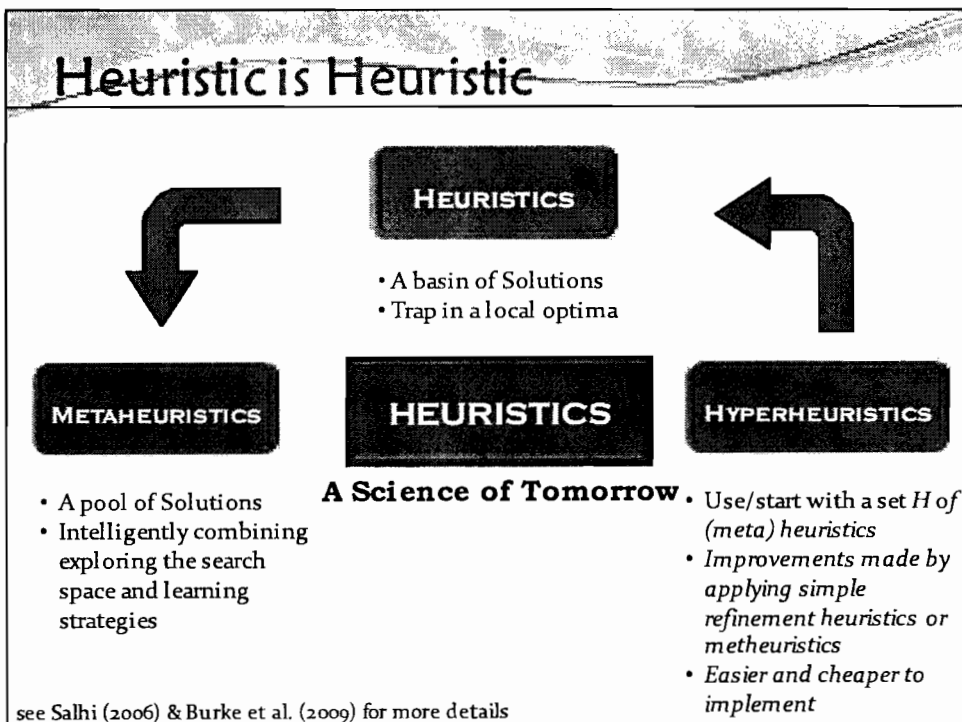 Heuristic is Heuristic
HEURISTICS
• A basin of Solutions
• Trap in a local optima
METAHEURISTICS
HEURISTICS
HYPERHEURISTICS
A Science of Tomorrow
• A pool of Solutions
• Intelligently combining
exploring the search
space and learning
strategies
• Use/start with a set H of
(meta) heuristics
• Improvements made by
applying simple
refinement heuristics or
metheuristics
• Easier and cheaper to
implement
see Salhi (2006) & Burke et al. (2009) for more details